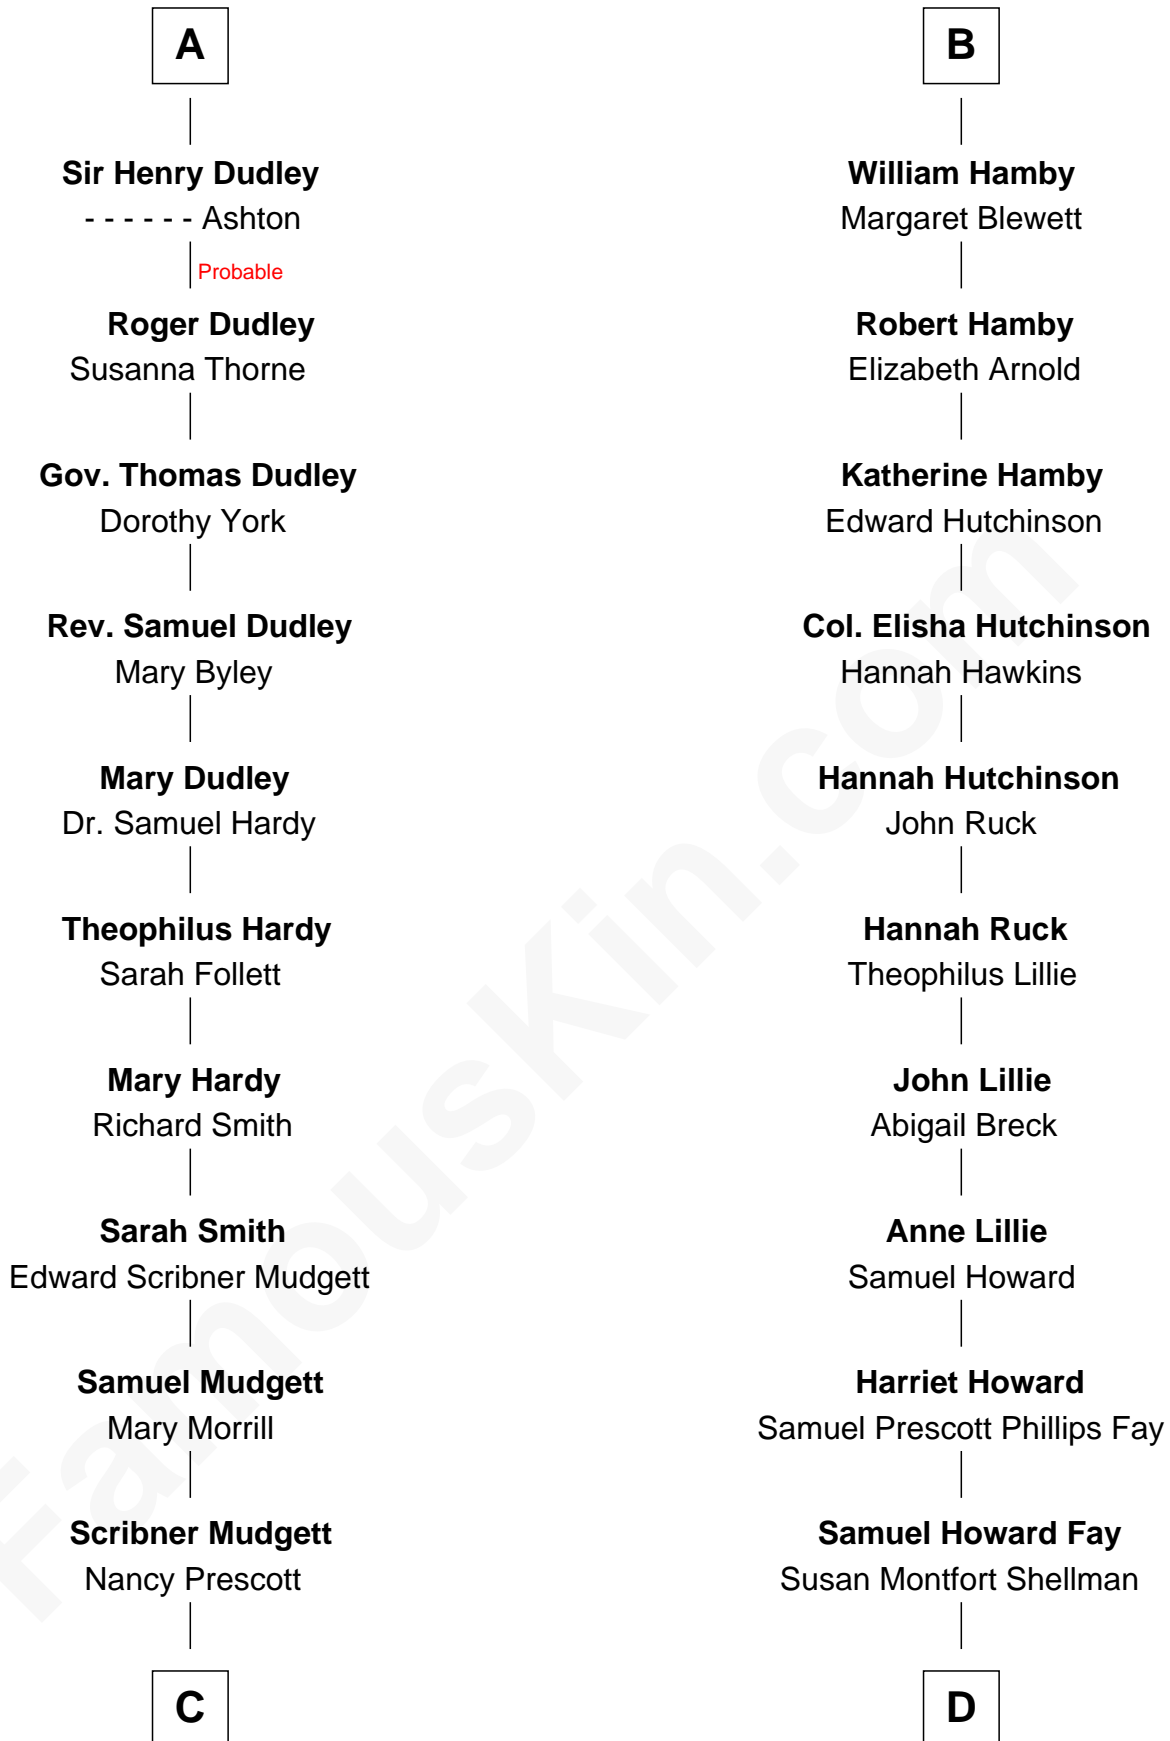 A
Sir Henry Dudley
- - - - - - Ashton
Probable
Roger Dudley
Susanna Thorne
Gov. Thomas Dudley
Dorothy York
Rev. Samuel Dudley
Mary Byley
Mary Dudley
Dr. Samuel Hardy
Theophilus Hardy
Sarah Follett
Mary Hardy
Richard Smith
Sarah Smith
Edward Scribner Mudgett
Samuel Mudgett
Mary Morrill
Scribner Mudgett
Nancy Prescott
C
B
William Hamby
Margaret Blewett
Robert Hamby
Elizabeth Arnold
Katherine Hamby
Edward Hutchinson
Col. Elisha Hutchinson
Hannah Hawkins
Hannah Hutchinson
John Ruck
Hannah Ruck
Theophilus Lillie
John Lillie
Abigail Breck
Anne Lillie
Samuel Howard
Harriet Howard
Samuel Prescott Phillips Fay
Samuel Howard Fay
Susan Montfort Shellman
D
FamousKin.com